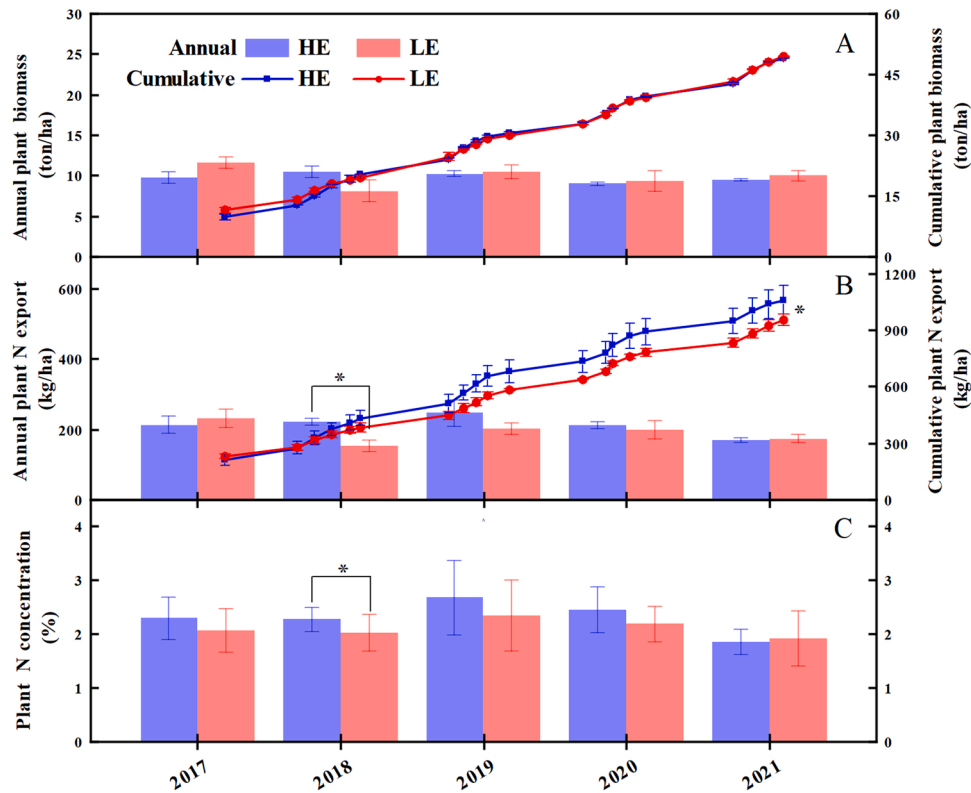 30
25
20
15
10
5
0
Annual plant biomass
(ton/ha)
Annual HE LE
Cumulative HE LE
A
60
45
30
15
0
Cumulative plant biomass
(ton/ha)
600
400
200
0
Annual plant N export
(kg/ha)
*
*
B
1200
900
600
300
0
Cumulative plant N export
(kg/ha)
4
3
2
1
0
Plant N concentration
(%)
*
C
4
3
2
1
0
2017 2018 2019 2020 2021